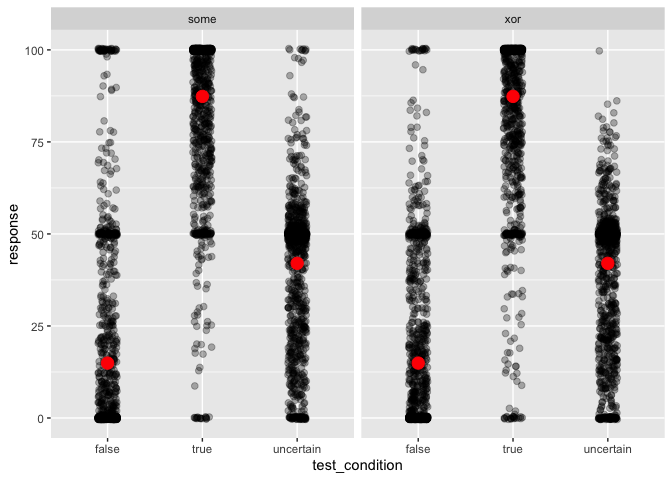 some
xor
100
75
50
25
0
response
false
true
uncertain
false
true
uncertain
test_condition